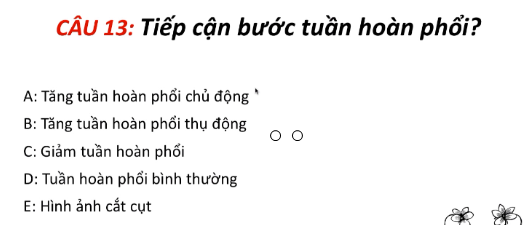 CÂU 13: Tiếp cận bước tuần hoàn phổi?
A: Tăng tuần hoàn phổi chủ động
B: Tăng tuần hoàn phổi thụ động
C: Giảm tuần hoàn phổi
D: Tuần hoàn phổi bình thường
E: Hình ảnh cắt cụt